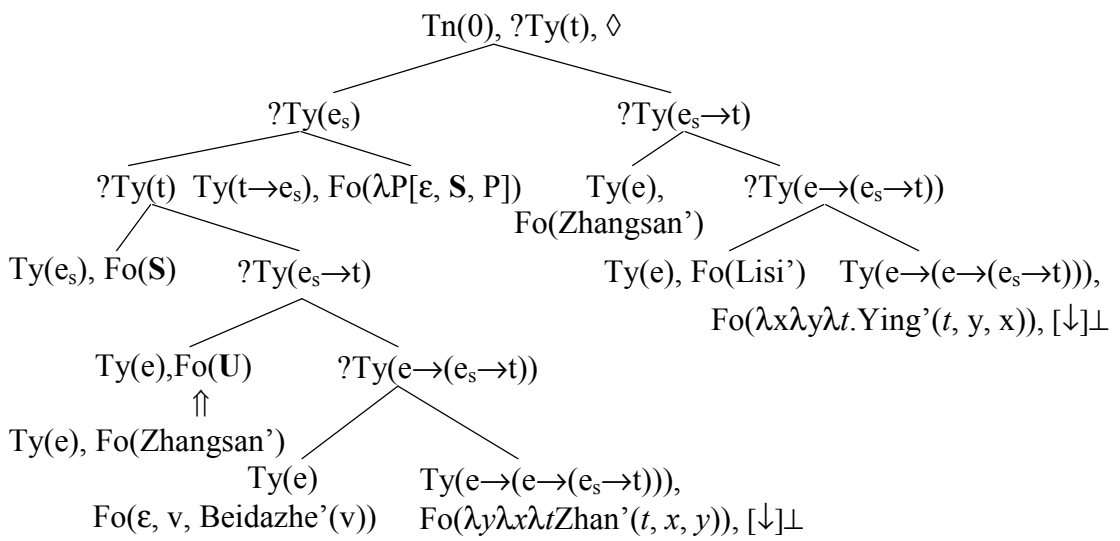 Tn(0), ?Ty(t), ◊
?Ty(eₛ) ?Ty(eₛ→t)
?Ty(t) Ty(t→eₛ), Fo(λP[ε, S, P]) Ty(e), ?Ty(e→(eₛ→t))
Fo(Zhangsan’)
Ty(eₛ), Fo(S) ?Ty(eₛ→t) Ty(e), Fo(Lisi’) Ty(e→(e→(eₛ→t))),
Fo(λxλyλt.Ying’(t, y, x)), [↓]⊥
Ty(e),Fo(U) ?Ty(e→(eₛ→t))
⇑
Ty(e), Fo(Zhangsan’)
Ty(e) Ty(e→(e→(eₛ→t))),
Fo(ε, v, Beidazhe’(v)) Fo(λyλxλtZhan’(t, x, y)), [↓]⊥